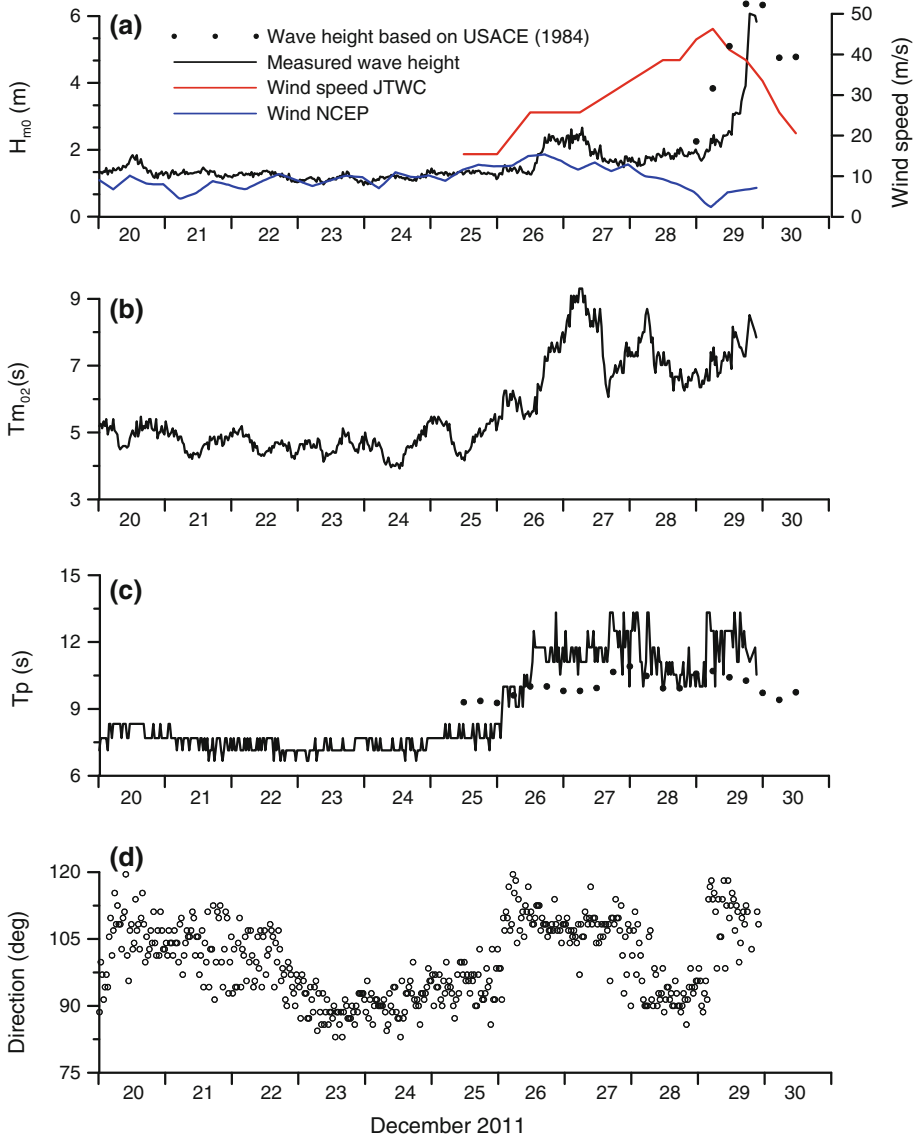 (a)
Wave height based on USACE (1984)
Measured wave height
Wind speed JTWC
Wind NCEP
H_m0 (m)
6
4
2
0
Wind speed (m/s)
50
40
30
20
10
0
20 21 22 23 24 25 26 27 28 29 30
(b)
Tm_02(s)
9
7
5
3
20 21 22 23 24 25 26 27 28 29 30
(c)
Tp (s)
15
12
9
6
20 21 22 23 24 25 26 27 28 29 30
(d)
Direction (deg)
120
105
90
75
20 21 22 23 24 25 26 27 28 29 30
December 2011